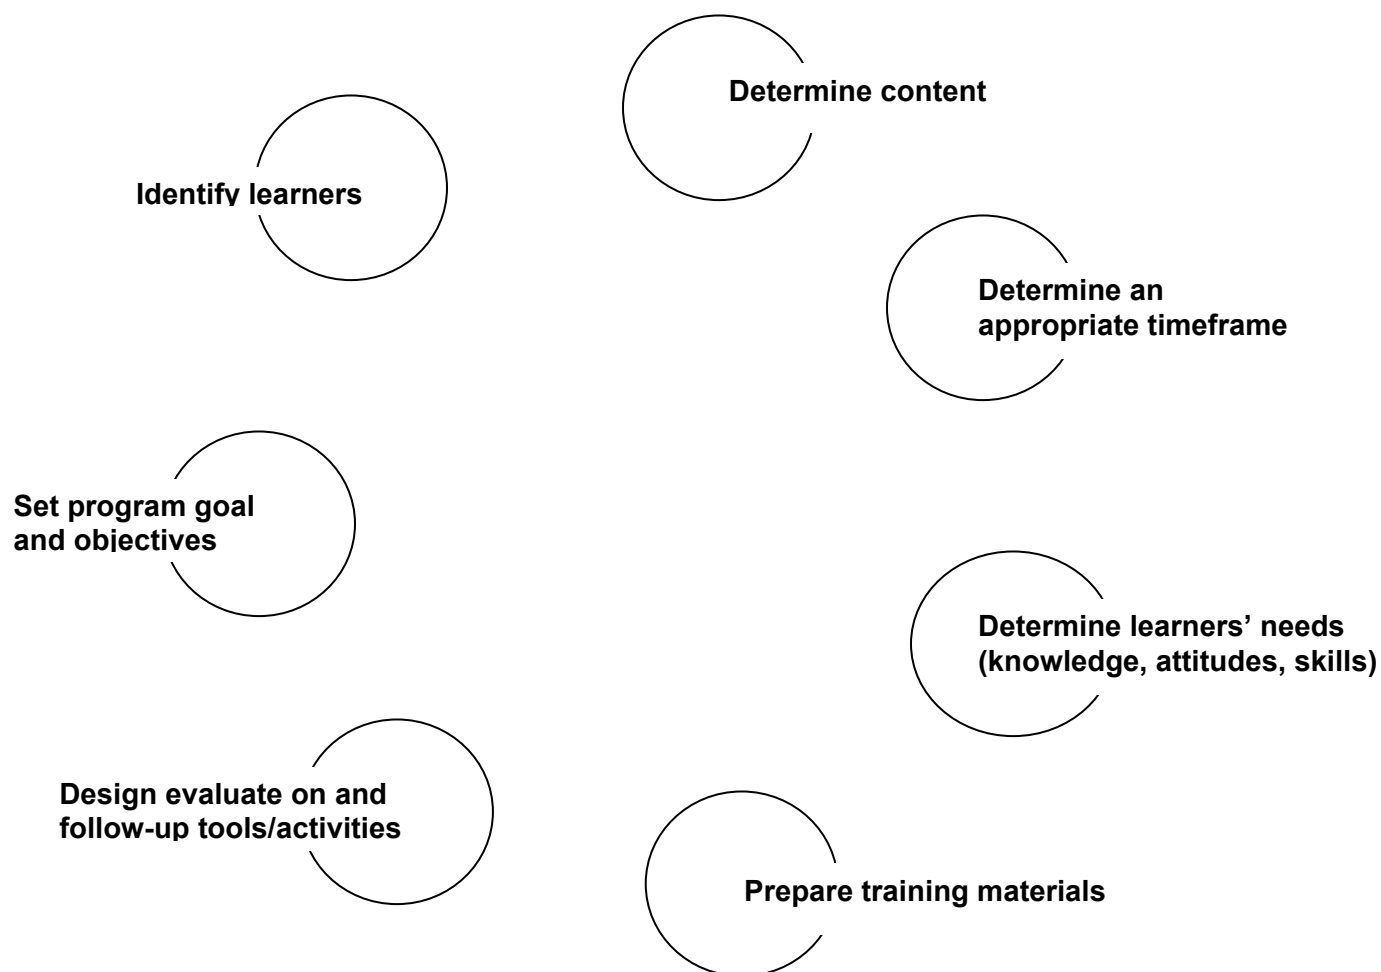 Determine content
Identify learners
Determine an
appropriate timeframe
Set program goal
and objectives
Determine learners’ needs
(knowledge, attitudes, skills)
Design evaluate on and
follow-up tools/activities
Prepare training materials